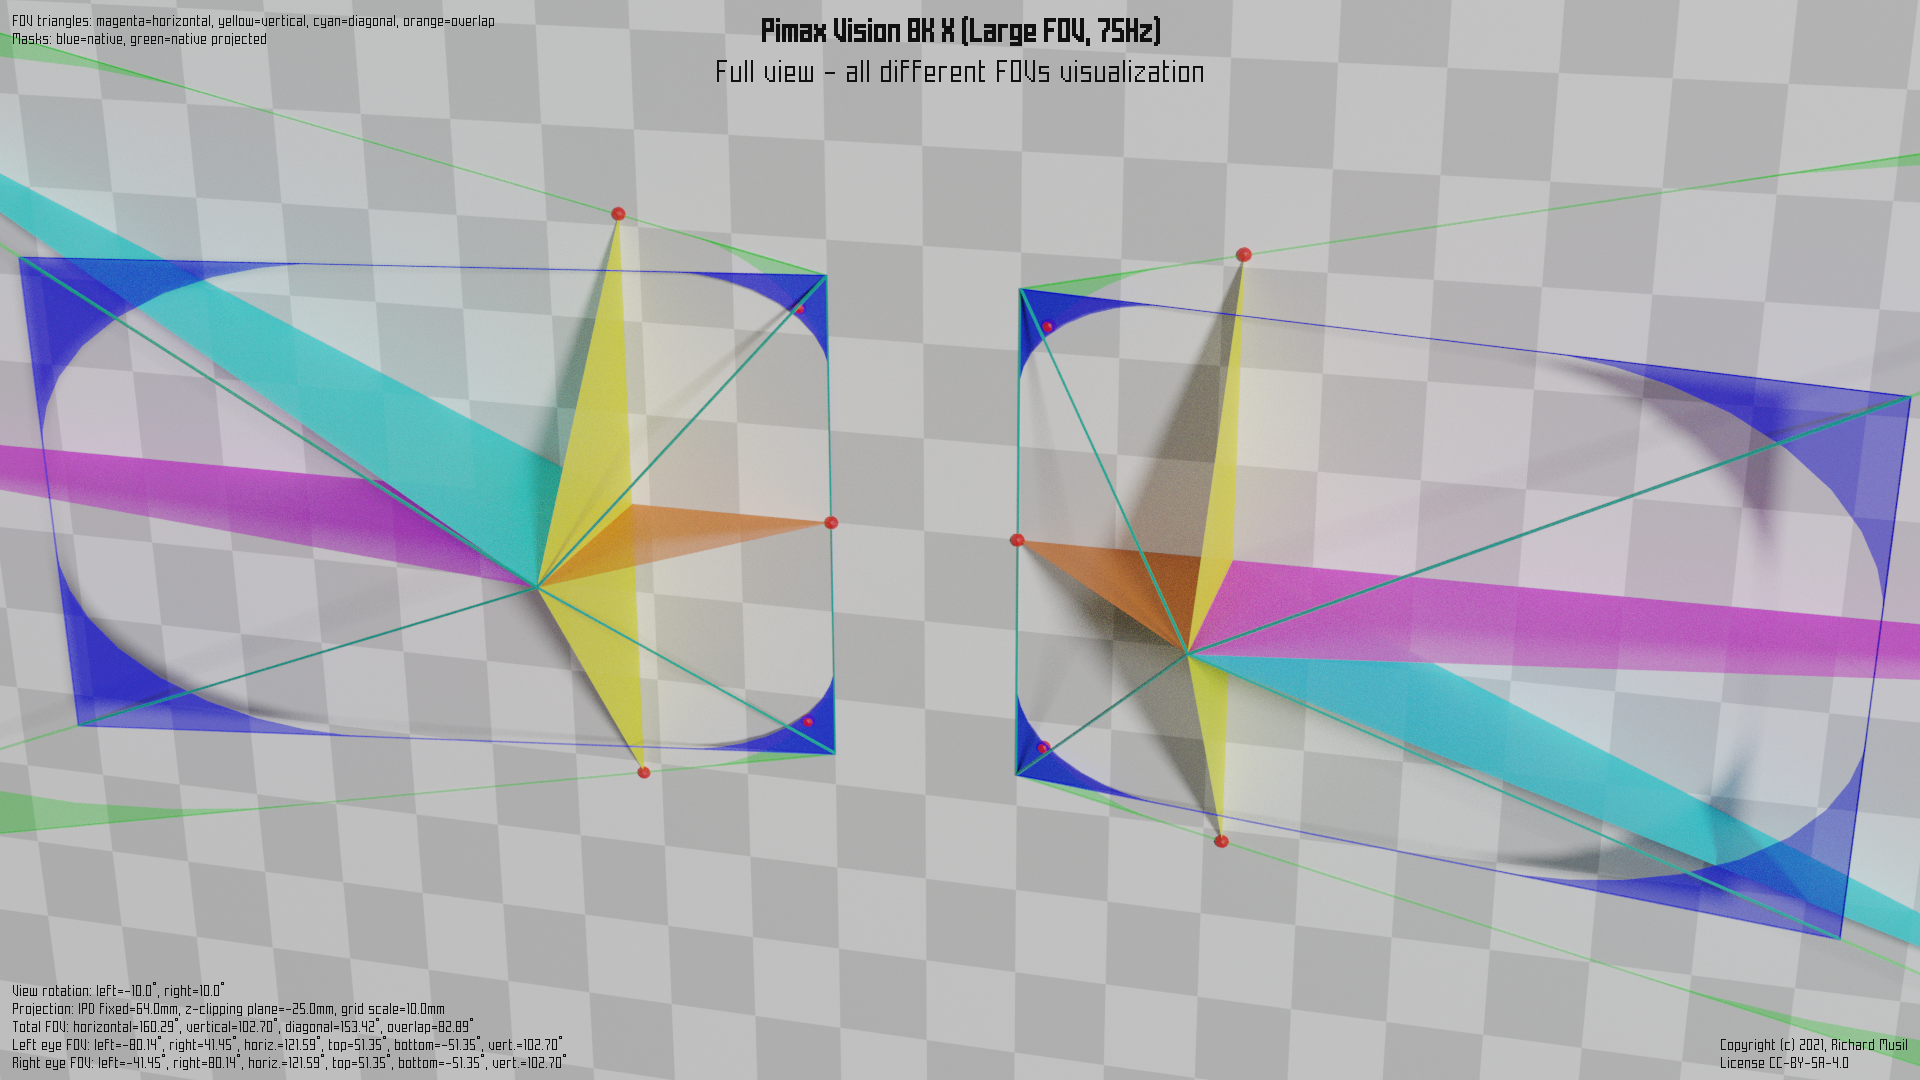 FOV triangles: magenta=horizontal, yellow=vertical, cyan=diagonal, orange=overlap
Masks: blue=native, green=native projected
Pimax Vision 8K X (Large FOV, 75Hz)
Full view - all different FOVs visualization
View rotation: left=-10.0°, right=10.0°
Projection: IPD fixed=64.0mm, z-clipping plane=-25.0mm, grid scale=10.0mm
Total FOV: horizontal=160.29°, vertical=102.70°, diagonal=153.42°, overlap=82.89°
Left eye FOV: left=-80.14°, right=41.45°, horiz.=121.59°, top=51.35°, bottom=-51.35°, vert.=102.70°
Right eye FOV: left=-41.45°, right=80.14°, horiz.=121.59°, top=51.35°, bottom=-51.35°, vert.=102.70°
Copyright (c) 2021, Richard Musil
License CC-BY-SA-4.0